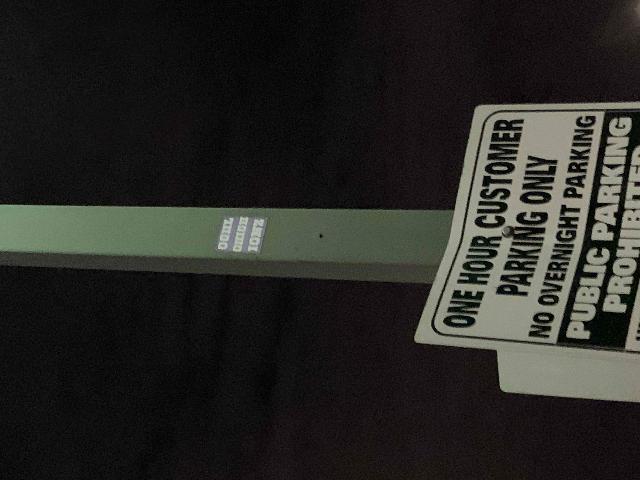 ONE HOUR CUSTOMER
PARKING ONLY
NO OVERNIGHT PARKING
PUBLIC PARKING
PROHIBITED